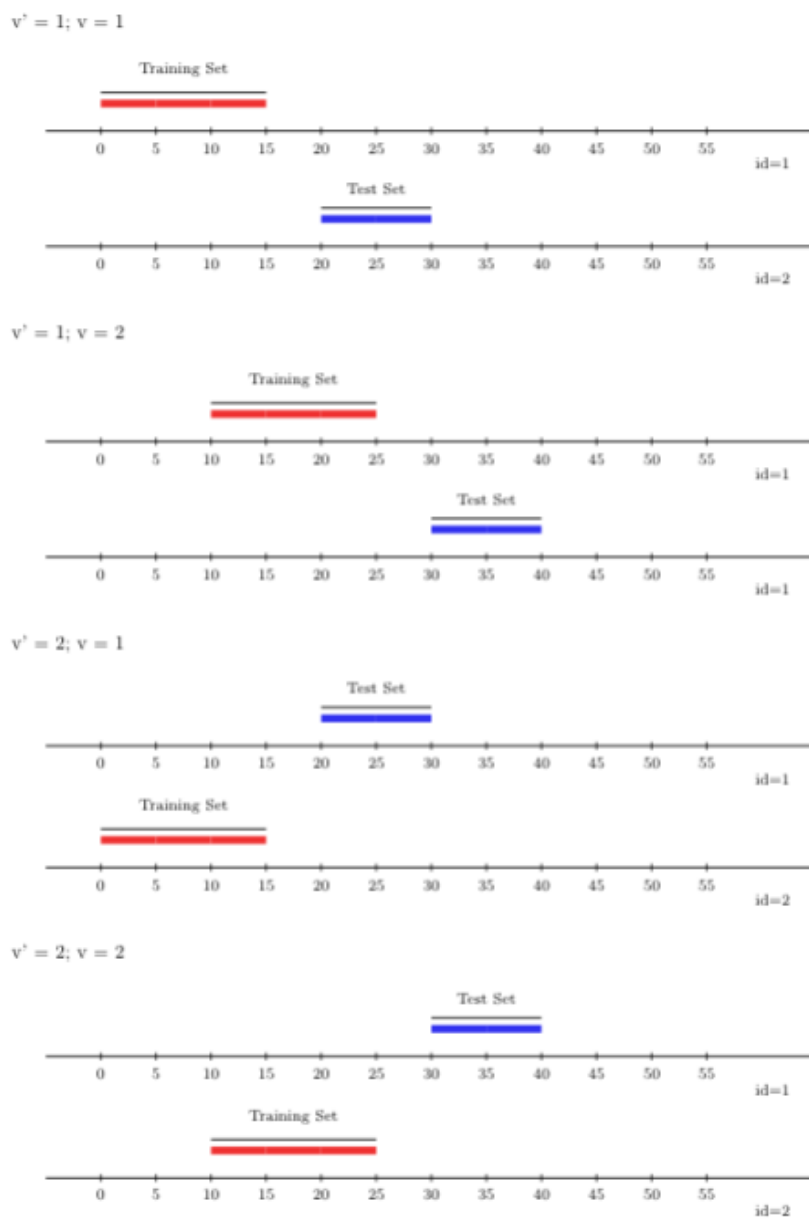 v' = 1; v = 1
Training Set
0 5 10 15 20 25 30 35 40 45 50 55
id=1
Test Set
0 5 10 15 20 25 30 35 40 45 50 55
id=2
v' = 1; v = 2
Training Set
0 5 10 15 20 25 30 35 40 45 50 55
id=1
Test Set
0 5 10 15 20 25 30 35 40 45 50 55
id=1
v' = 2; v = 1
Test Set
0 5 10 15 20 25 30 35 40 45 50 55
id=1
Training Set
0 5 10 15 20 25 30 35 40 45 50 55
id=2
v' = 2; v = 2
Test Set
0 5 10 15 20 25 30 35 40 45 50 55
id=1
Training Set
0 5 10 15 20 25 30 35 40 45 50 55
id=2